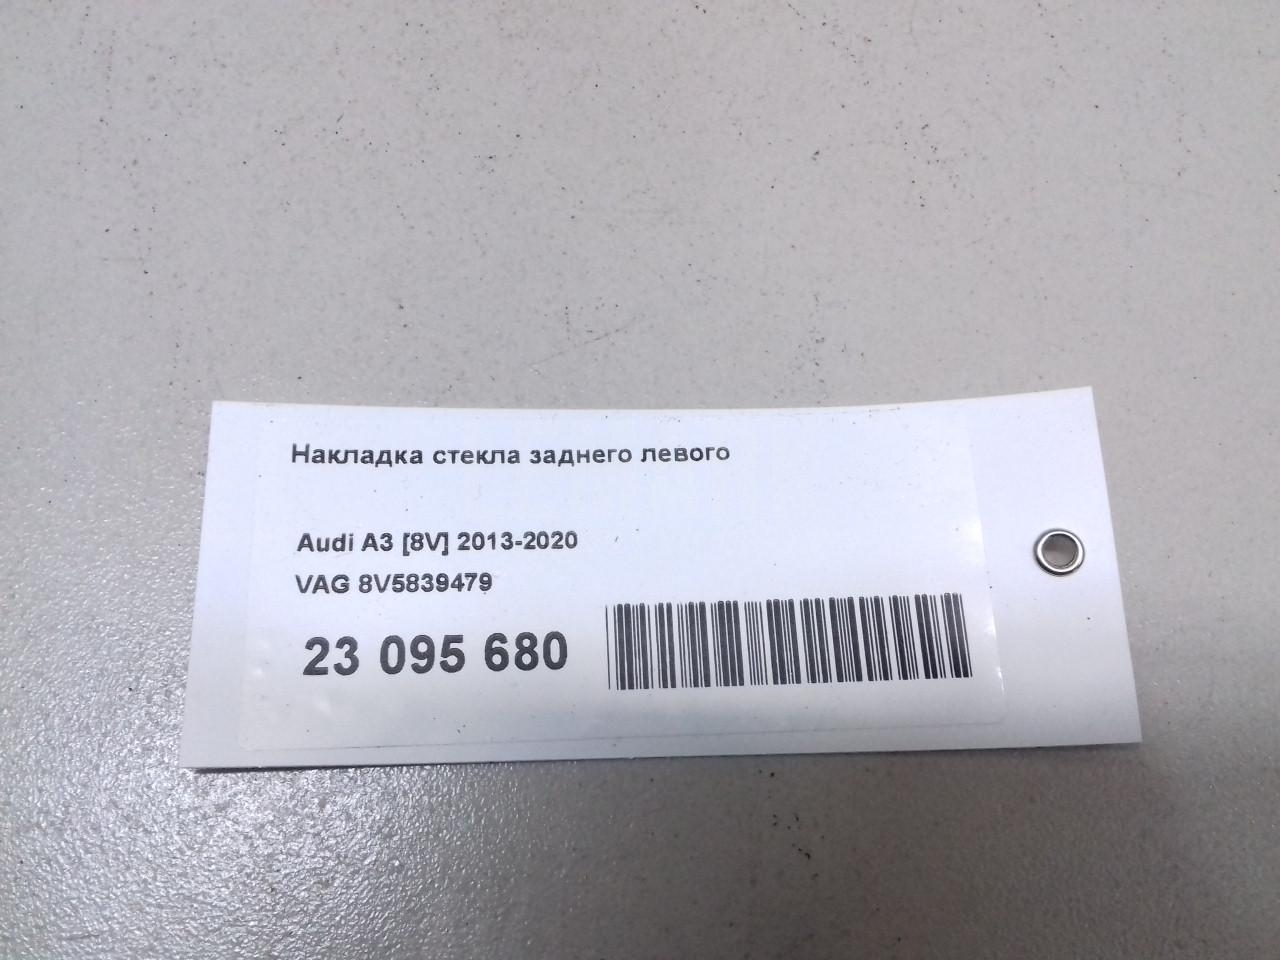 Накладка стекла заднего левого
Audi A3 [8V] 2013-2020
VAG 8V5839479
23 095 680